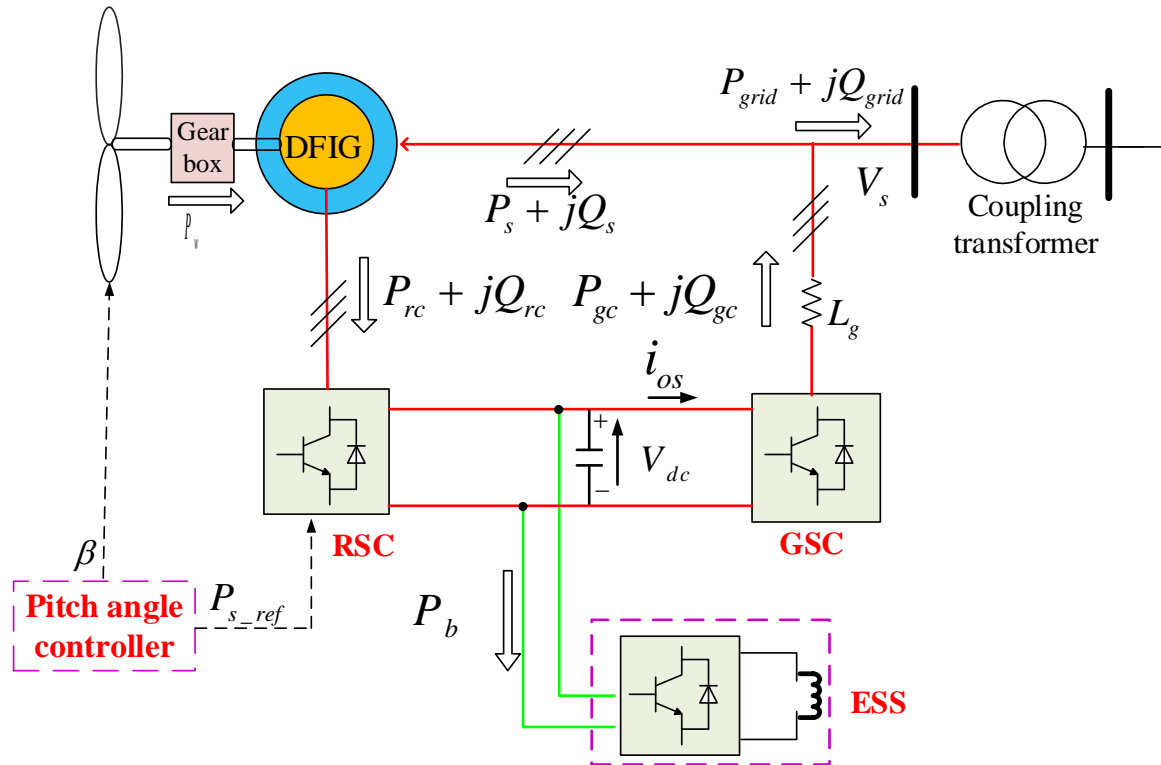 P_grid + jQ_grid
Gear
box
DFIG
P_w
P_s + jQ_s
V_s
Coupling
transformer
P_rc + jQ_rc
P_gc + jQ_gc
L_g
i_os
+
V_dc
−
RSC
GSC
β
P_s_ref
Pitch angle
controller
P_b
ESS